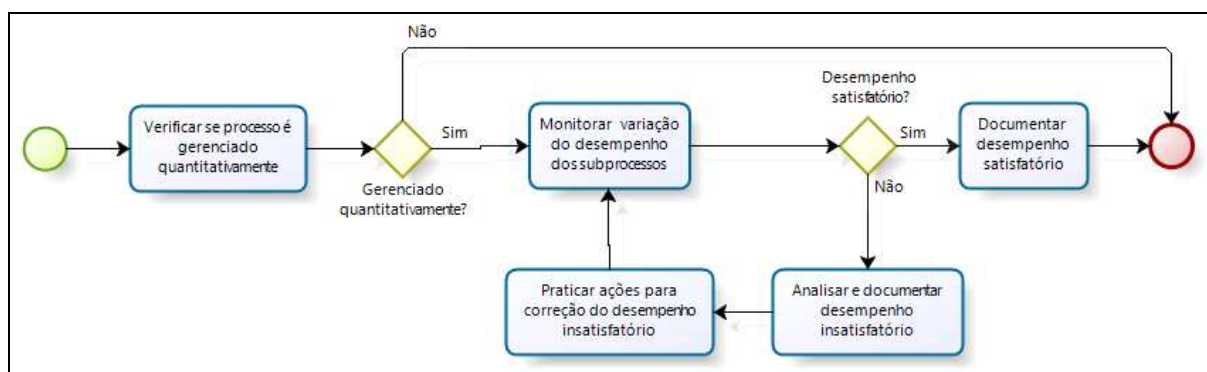 Não
Verificar se processo é
gerenciado
quantitativamente
Gerenciado
quantitativamente?
Sim
Monitorar variação
do desempenho
dos subprocessos
Desempenho
satisfatório?
Sim
Não
Documentar
desempenho
satisfatório
Praticar ações para
correção do desempenho
insatisfatório
Analisar e documentar
desempenho
insatisfatório